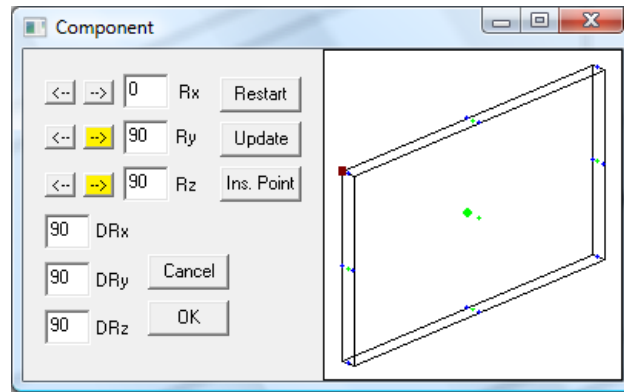 Component
<-- --> 0 Rx Restart
<-- --> 90 Ry Update
<-- --> 90 Rz Ins. Point
90 DRx
90 DRy Cancel
90 DRz OK